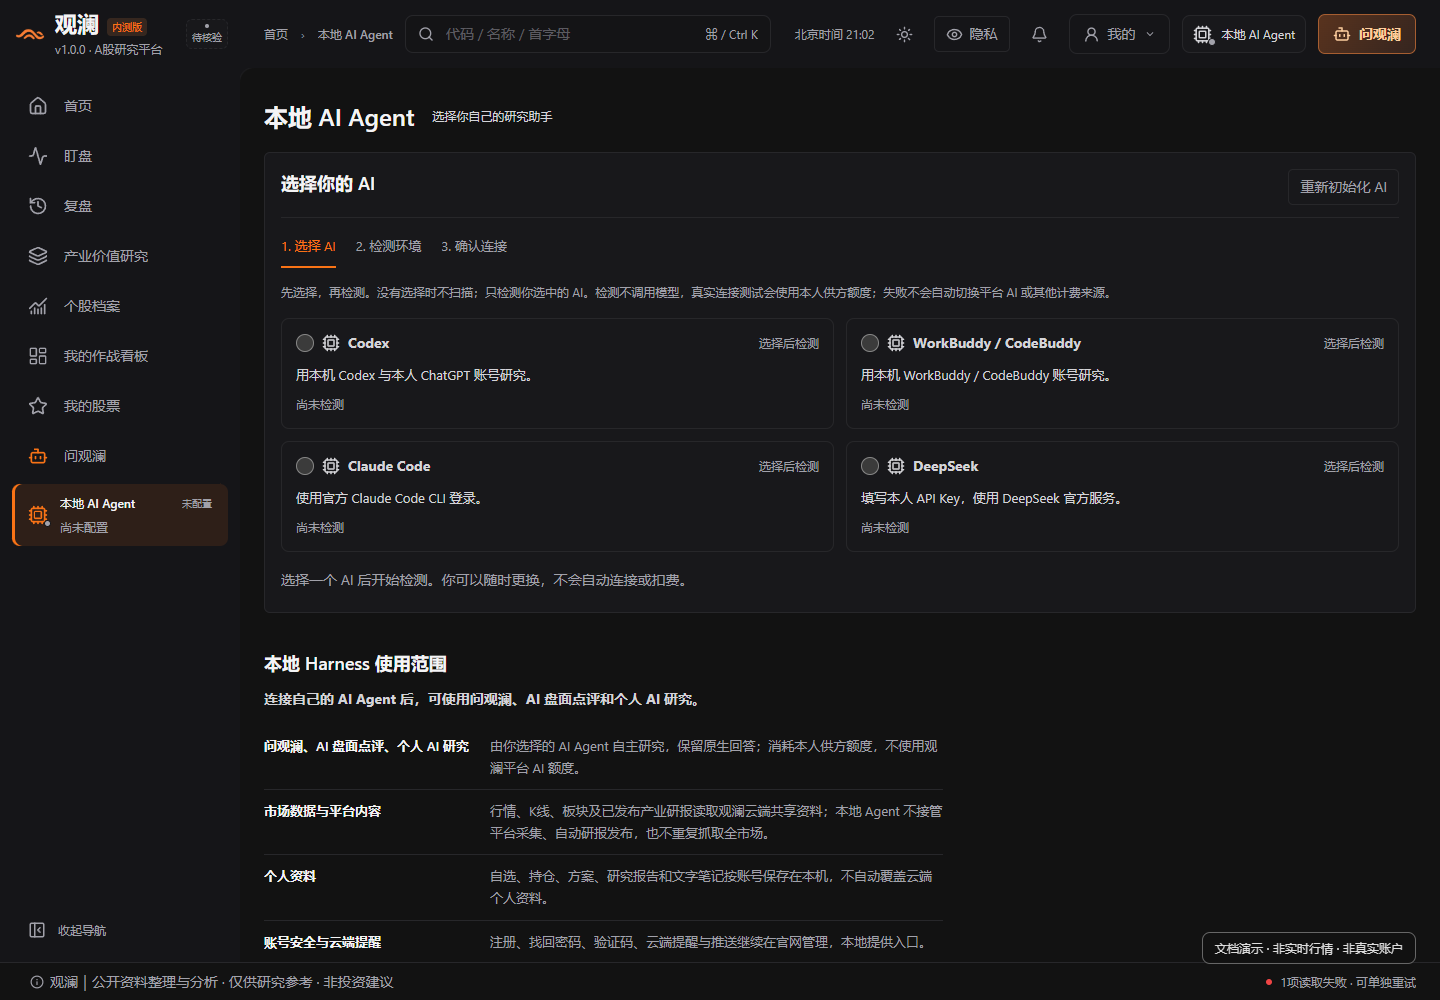 观澜 内测版
v1.0.0 · A股研究平台
待核验
首页 › 本地 AI Agent
代码 / 名称 / 首字母 ⌘ / Ctrl K
北京时间 21:02
隐私
我的
本地 AI Agent
问观澜
首页
盯盘
复盘
产业价值研究
个股档案
我的作战看板
我的股票
问观澜
本地 AI Agent 未配置
尚未配置
收起导航
本地 AI Agent 选择你自己的研究助手
选择你的 AI 重新初始化 AI
1. 选择 AI 2. 检测环境 3. 确认连接
先选择，再检测。没有选择时不扫描；只检测你选中的 AI。检测不调用模型，真实连接测试会使用本人供方额度；失败不会自动切换平台 AI 或其他计费来源。
Codex 选择后检测
用本机 Codex 与本人 ChatGPT 账号研究。
尚未检测
WorkBuddy / CodeBuddy 选择后检测
用本机 WorkBuddy / CodeBuddy 账号研究。
尚未检测
Claude Code 选择后检测
使用官方 Claude Code CLI 登录。
尚未检测
DeepSeek 选择后检测
填写本人 API Key，使用 DeepSeek 官方服务。
尚未检测
选择一个 AI 后开始检测。你可以随时更换，不会自动连接或扣费。
本地 Harness 使用范围
连接自己的 AI Agent 后，可使用问观澜、AI 盘面点评和个人 AI 研究。
问观澜、AI 盘面点评、个人 AI 研究 由你选择的 AI Agent 自主研究，保留原生回答；消耗本人供方额度，不使用观
澜平台 AI 额度。
市场数据与平台内容 行情、K线、板块及已发布产业研报读取观澜云端共享资料；本地 Agent 不接管
平台采集、自动研报发布，也不重复抓取全市场。
个人资料 自选、持仓、方案、研究报告和文字笔记按账号保存在本机，不自动覆盖云端
个人资料。
账号安全与云端提醒 注册、找回密码、验证码、云端提醒与推送继续在官网管理，本地提供入口。
文档演示 · 非实时行情 · 非真实账户
观澜 | 公开资料整理与分析 · 仅供研究参考 · 非投资建议
1项读取失败 · 可单独重试